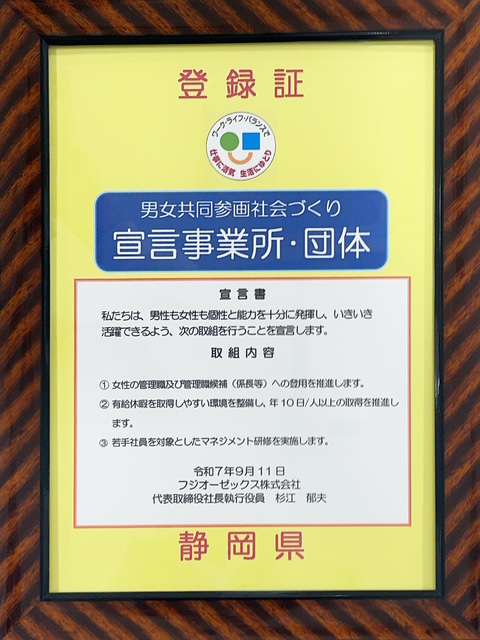 登録証
ワーク・ライフ・バランスで
仕事に活気 生活にゆとり
男女共同参画社会づくり
宣言事業所・団体
宣言書
私たちは、男性も女性も個性と能力を十分に発揮し、いきいき
活躍できるよう、次の取組を行うことを宣言します。
取組内容
① 女性の管理職及び管理職候補（係長等）への登用を推進します。
② 有給休暇を取得しやすい環境を整備し、年10日/人以上の取得を推進し
ます。
③ 若手社員を対象としたマネジメント研修を実施します。
令和7年9月11日
フジオーゼックス株式会社
代表取締役社長執行役員 杉江 郁夫
静岡県